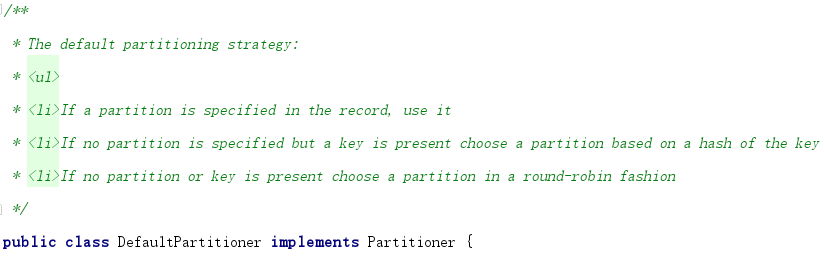 /**
* The default partitioning strategy:
* <ul>
* <li>If a partition is specified in the record, use it
* <li>If no partition is specified but a key is present choose a partition based on a hash of the key
* <li>If no partition or key is present choose a partition in a round-robin fashion
*/
public class DefaultPartitioner implements Partitioner {